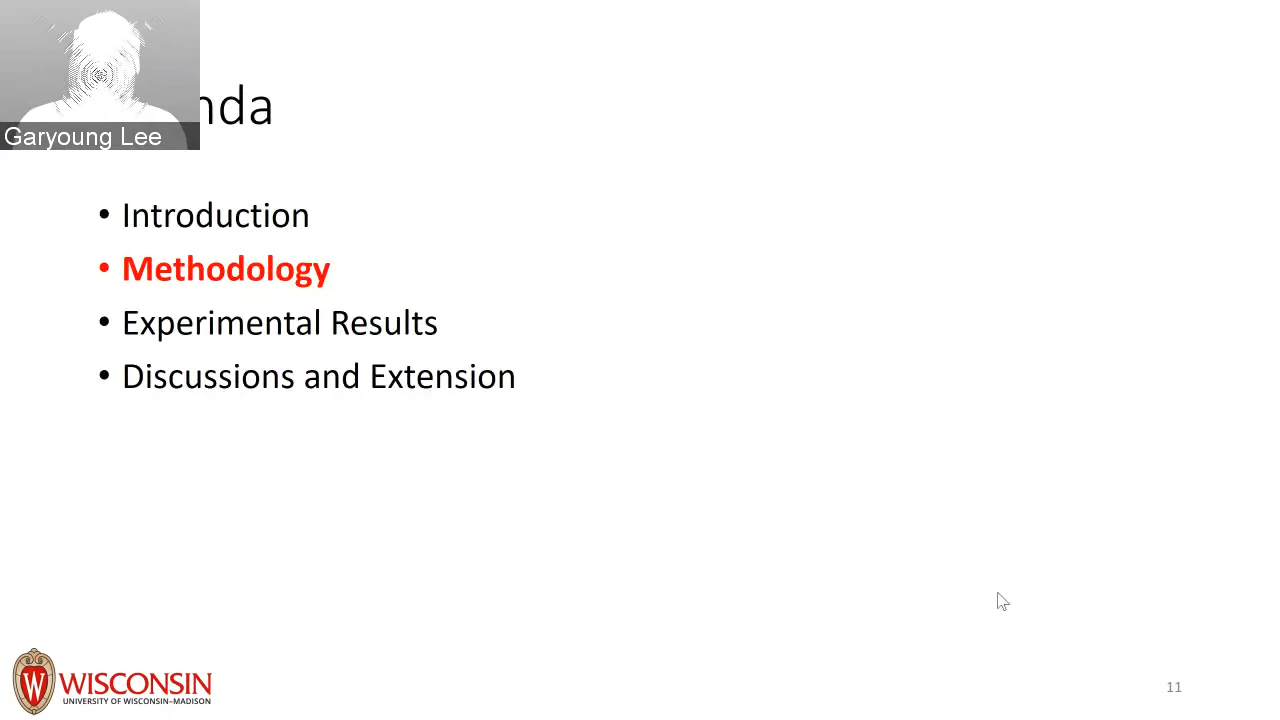 nda
Garyoung Lee
• Introduction
• Methodology
• Experimental Results
• Discussions and Extension
W
WISCONSIN
UNIVERSITY OF WISCONSIN–MADISON
11